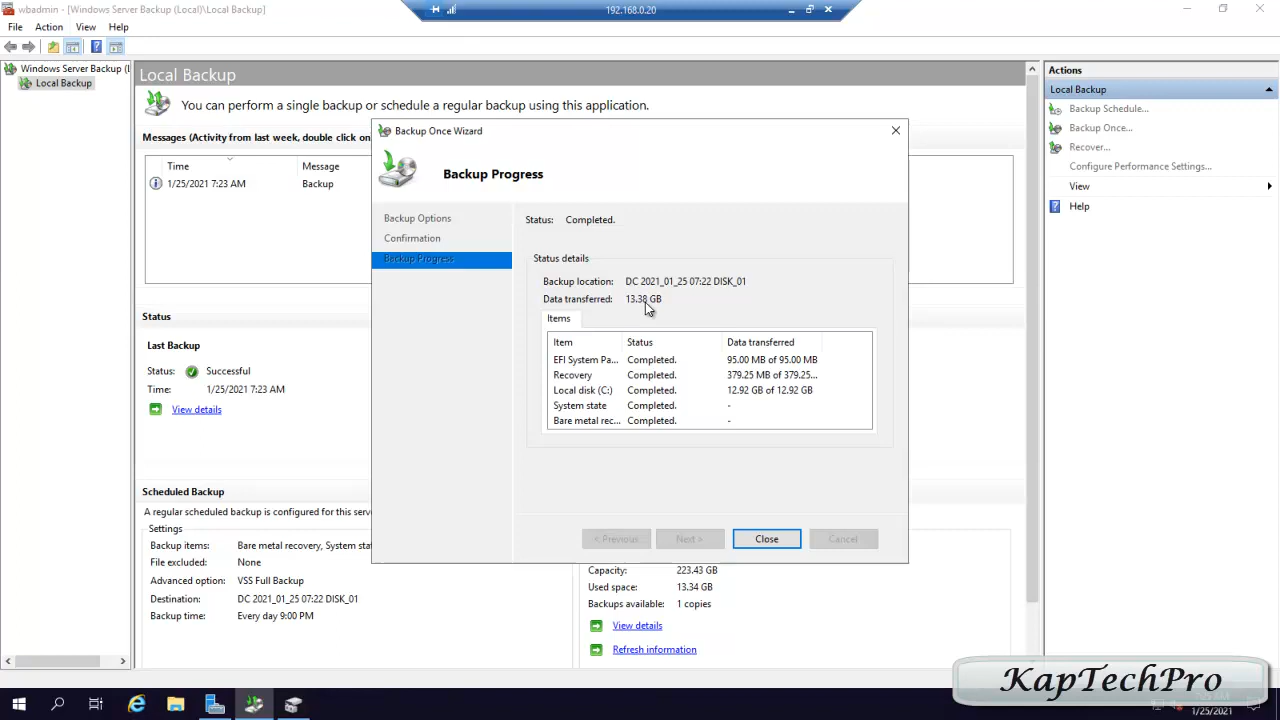 wbadmin - [Windows Server Backup (Local)\Local Backup]
192.168.0.20
File Action View Help
Windows Server Backup (L
Local Backup
Local Backup
You can perform a single backup or schedule a regular backup using this application.
Messages (Activity from last week, double click on
Time Message
1/25/2021 7:23 AM Backup
Status
Last Backup
Status: Successful
Time: 1/25/2021 7:23 AM
View details
Scheduled Backup
A regular scheduled backup is configured for this serve
Settings
Backup items: Bare metal recovery, System stat
File excluded: None
Advanced option: VSS Full Backup
Destination: DC 2021_01_25 07:22 DISK_01
Backup time: Every day 9:00 PM
Capacity: 223.43 GB
Used space: 13.34 GB
Backups available: 1 copies
View details
Refresh information
Backup Once Wizard
Backup Progress
Backup Options
Confirmation
Backup Progress
Status: Completed.
Status details
Backup location: DC 2021_01_25 07:22 DISK_01
Data transferred: 13.38 GB
Items
Item Status Data transferred
EFI System Pa... Completed. 95.00 MB of 95.00 MB
Recovery Completed. 379.25 MB of 379.25...
Local disk (C:) Completed. 12.92 GB of 12.92 GB
System state Completed. -
Bare metal rec... Completed. -
< Previous Next > Close Cancel
Actions
Local Backup
Backup Schedule...
Backup Once...
Recover...
Configure Performance Settings...
View
Help
KapTechPro
1/25/2021